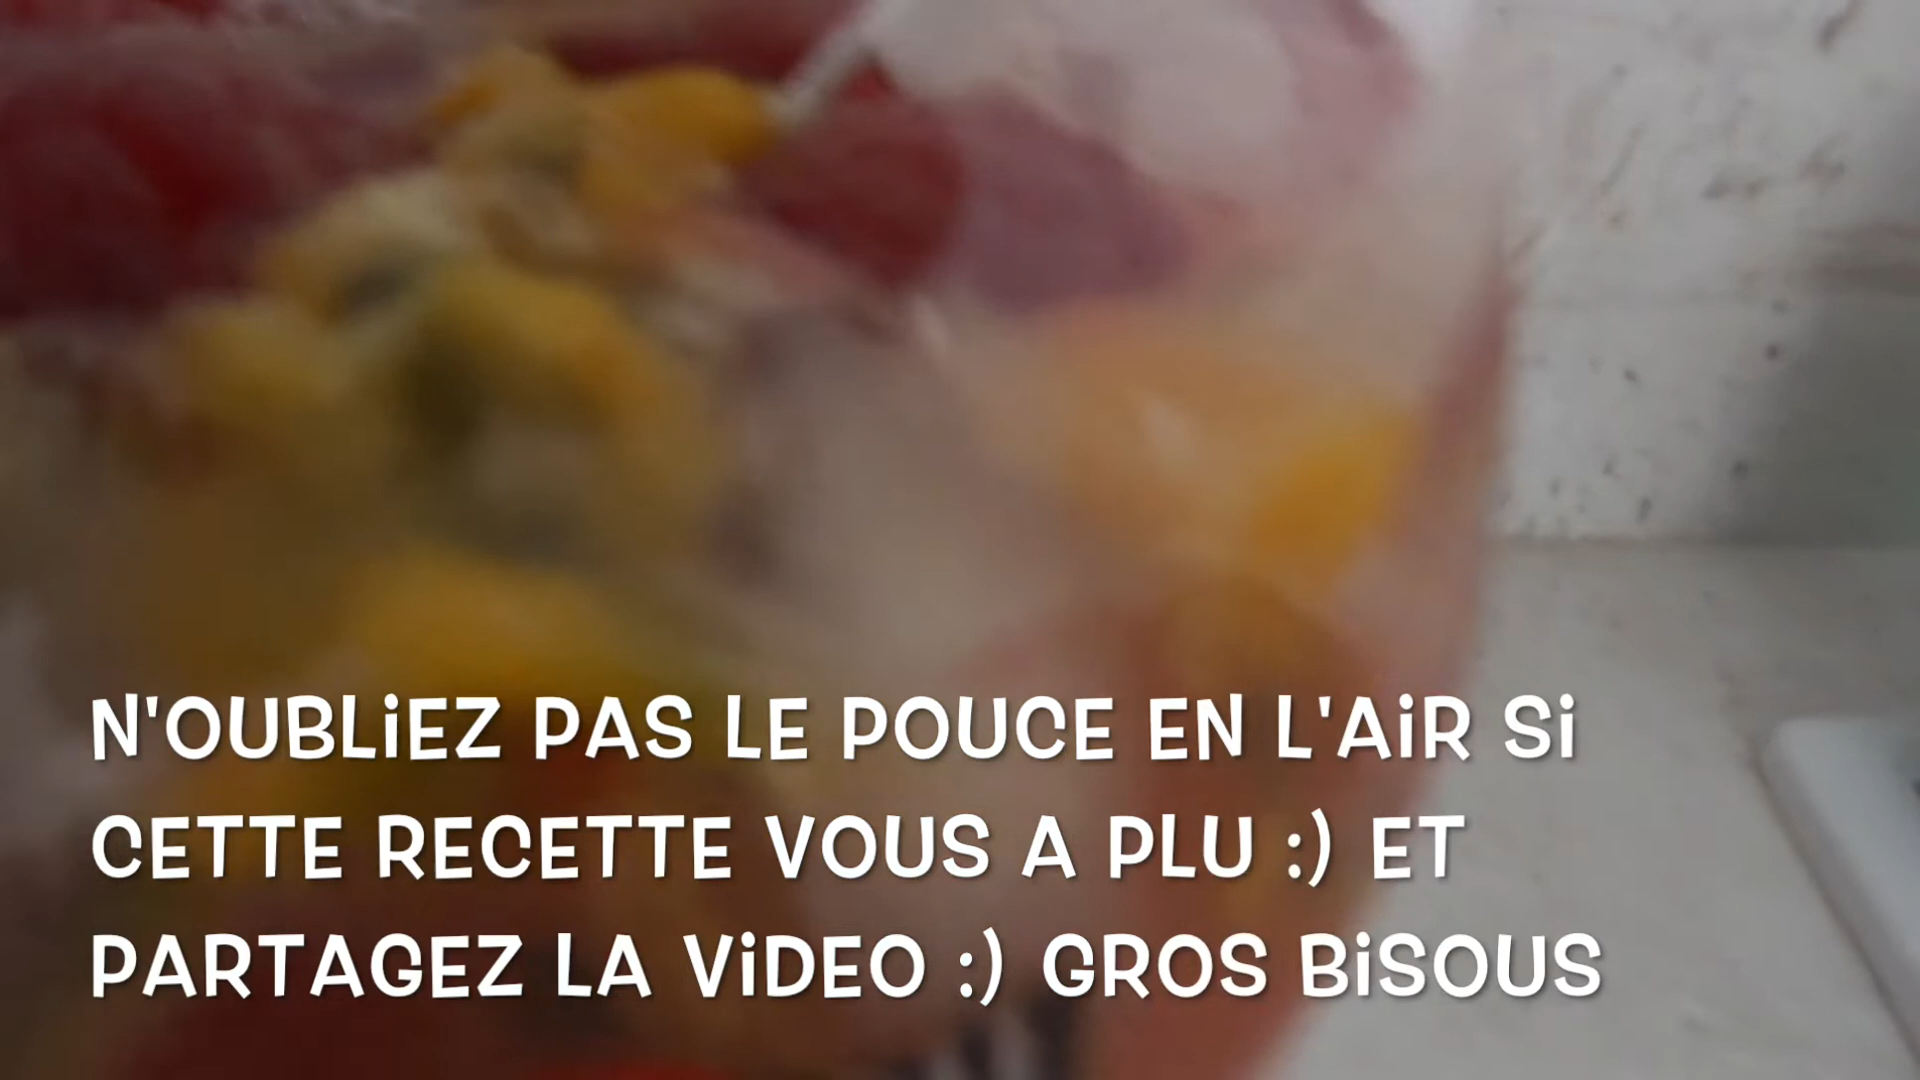 N'OUBLiEZ PAS LE POUCE EN L'AiR Si
CETTE RECETTE VOUS A PLU :) ET
PARTAGEZ LA ViDEO :) GROS BiSOUS